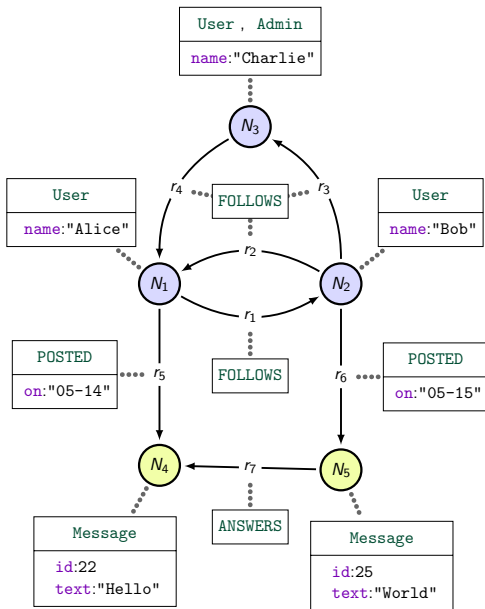 User , Admin
name:"Charlie"
N3
r4
r3
FOLLOWS
User
name:"Alice"
User
name:"Bob"
r2
N1
N2
r1
POSTED
on:"05-14"
r5
FOLLOWS
r6
POSTED
on:"05-15"
N4
r7
N5
ANSWERS
Message
id:22
text:"Hello"
Message
id:25
text:"World"